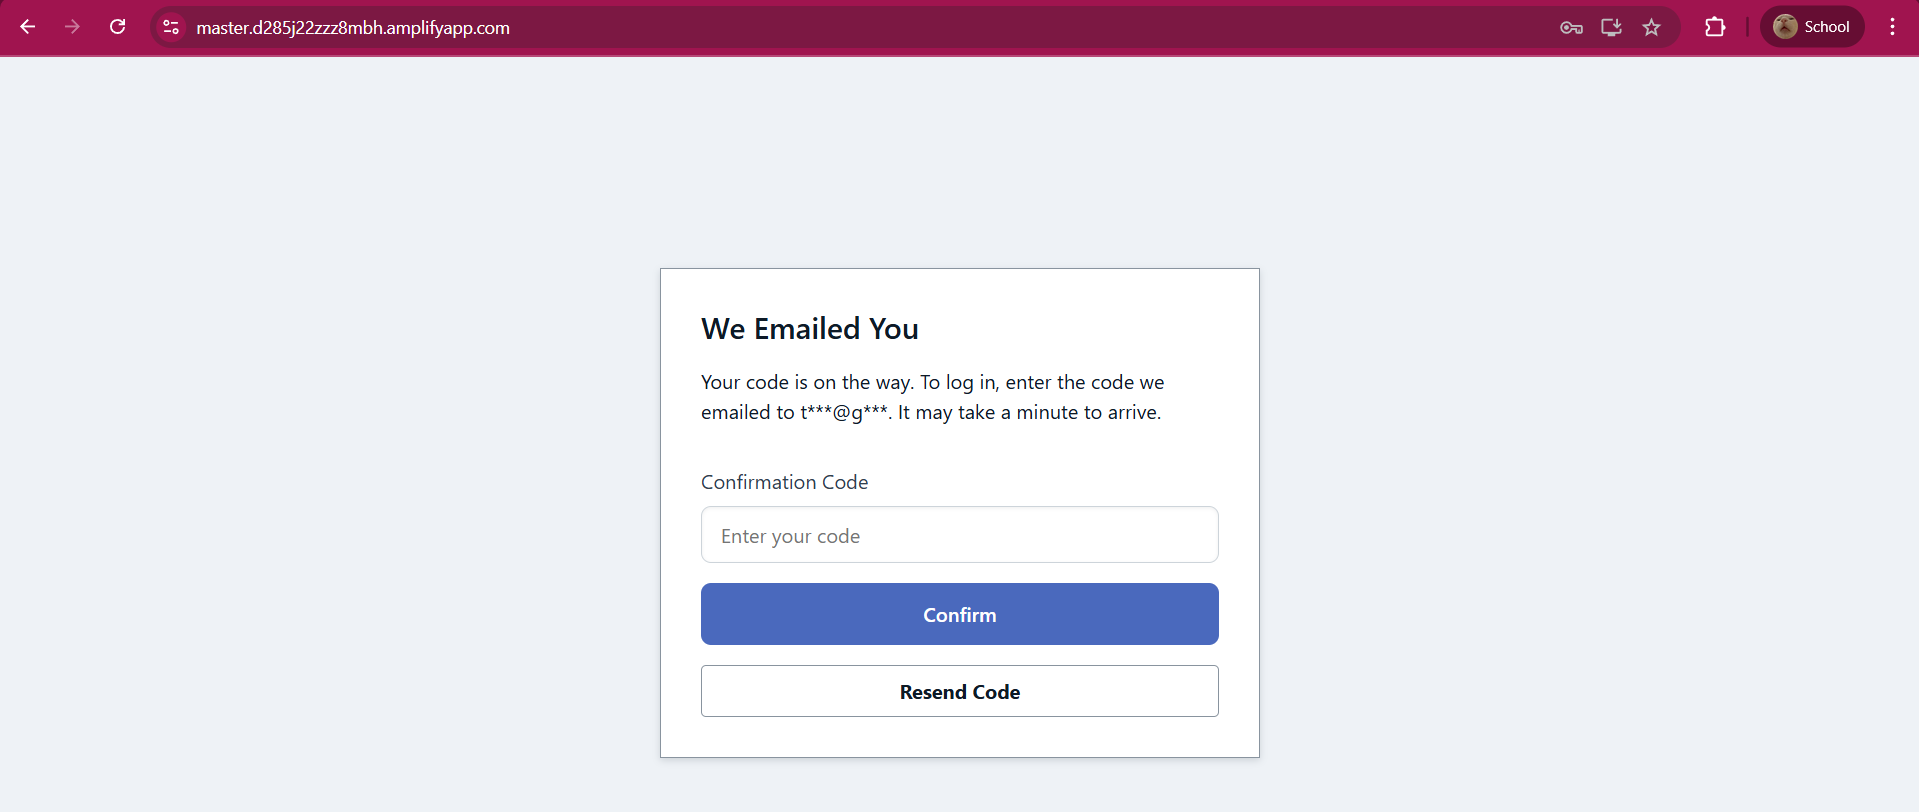 master.d285j22zzz8mbh.amplifyapp.com
School
We Emailed You
Your code is on the way. To log in, enter the code we
emailed to t***@g***. It may take a minute to arrive.
Confirmation Code
Enter your code
Confirm
Resend Code